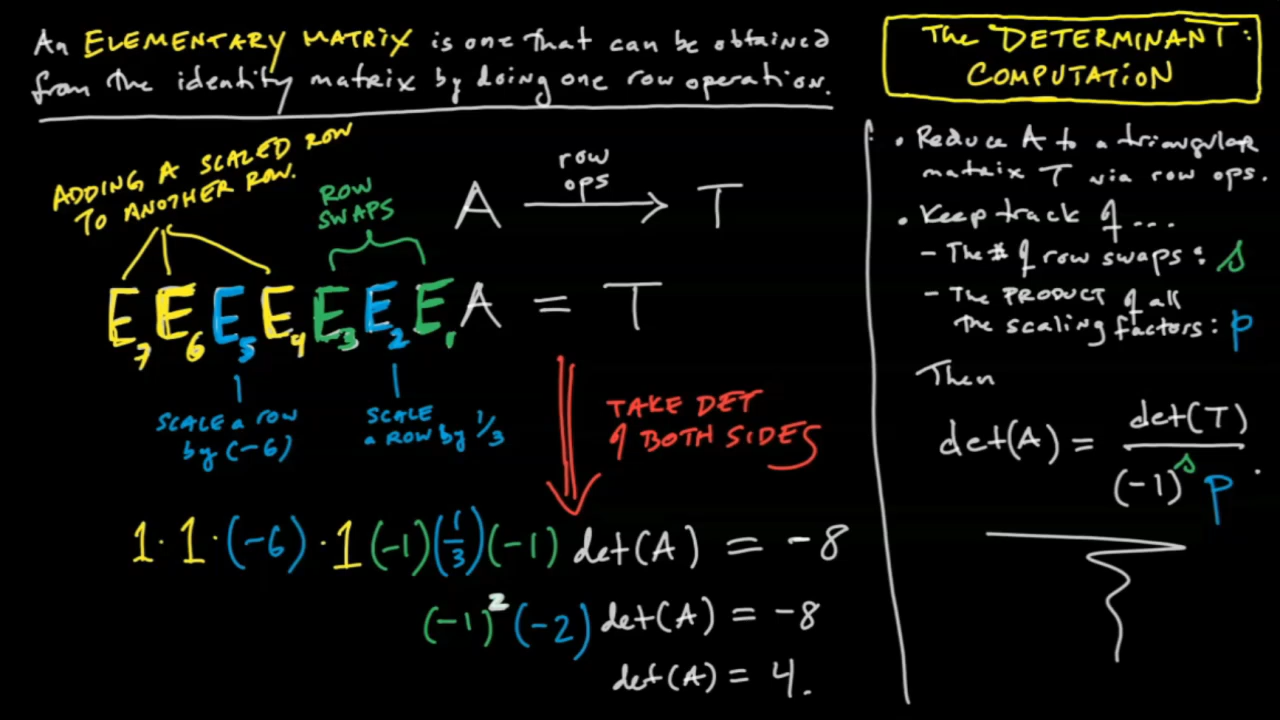 An ELEMENTARY MATRIX is one that can be obtained
from the identity matrix by doing one row operation.
ADDING A SCALED ROW
TO ANOTHER ROW.
ROW
SWAPS
row
ops
A → T
E₇ E₆ E₅ E₄ E₃ E₂ E₁ A = T
SCALE a ROW
by (-6)
SCALE
a ROW by 1/3
TAKE DET
of BOTH SIDES
1 · 1 · (-6) · 1 (-1) (1/3) (-1) det(A) = -8
(-1)² (-2) det(A) = -8
det(A) = 4.
The DETERMINANT:
COMPUTATION
• Reduce A to a triangular
matrix T via row ops.
• Keep track of ...
- The # of row swaps: s
- The PRODUCT of all
the scaling factors: p
Then
det(A) = det(T) / (-1)ˢ p .